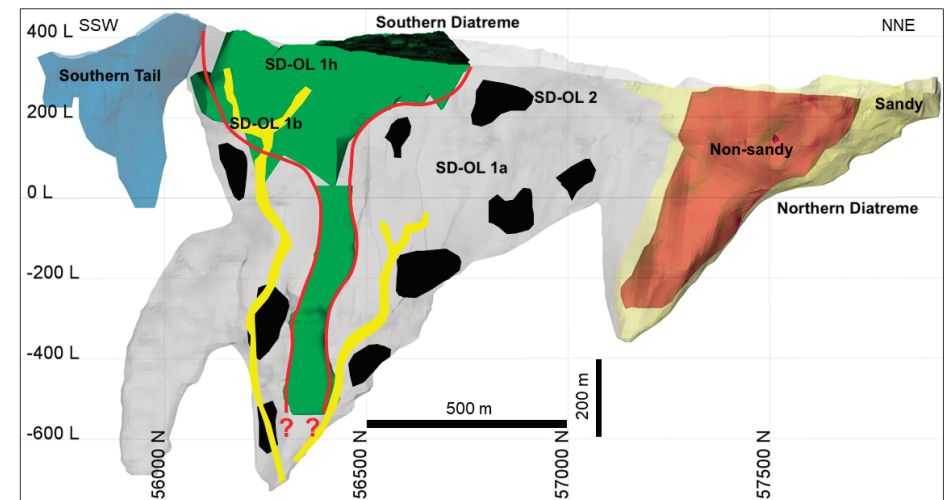 Southern Diatreme
400 L
SSW
NNE
SD-OL 1h
Southern Tail
SD-OL 2
Sandy
200 L
SD-OL 1b
Non-sandy
SD-OL 1a
0 L
Northern Diatreme
-200 L
-400 L
200 m
500 m
? ?
-600 L
56000 N
56500 N
57000 N
57500 N